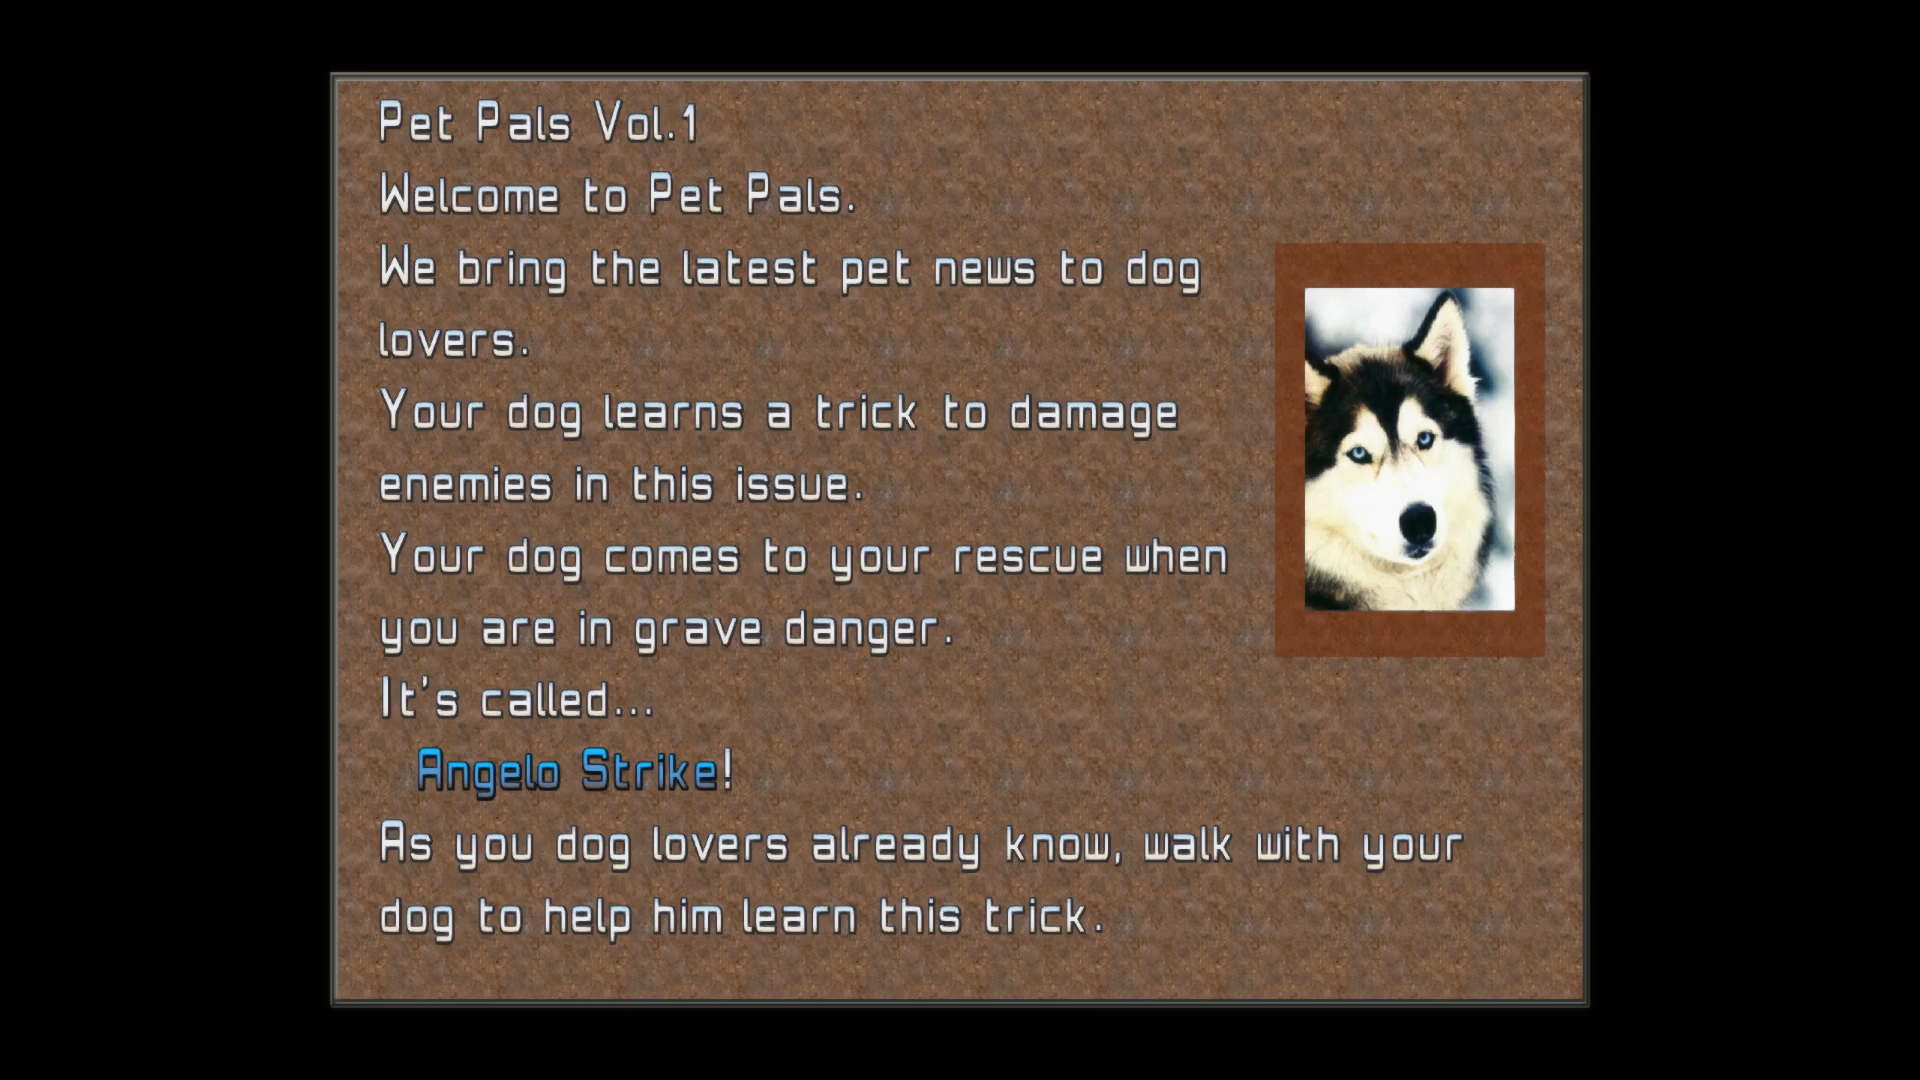 Pet Pals Vol.1
Welcome to Pet Pals.
We bring the latest pet news to dog
lovers.
Your dog learns a trick to damage
enemies in this issue.
Your dog comes to your rescue when
you are in grave danger.
It's called...
Angelo Strike!
As you dog lovers already know, walk with your
dog to help him learn this trick.